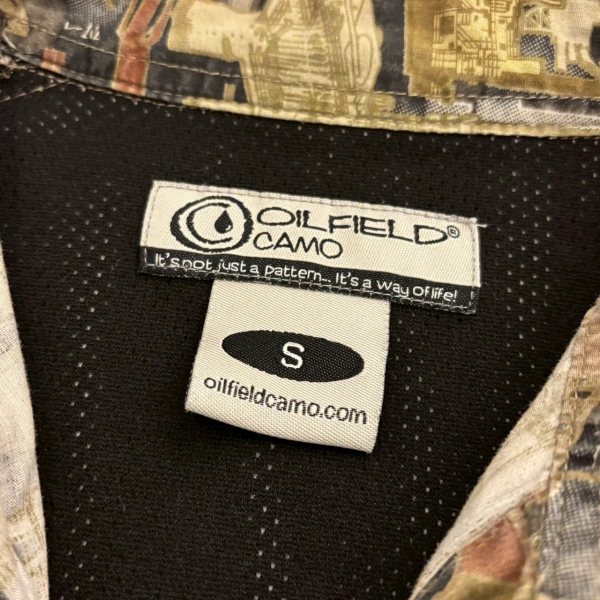 OILFIELD®
CAMO
It's not just a pattern... It's a way of life!
S
oilfieldcamo.com